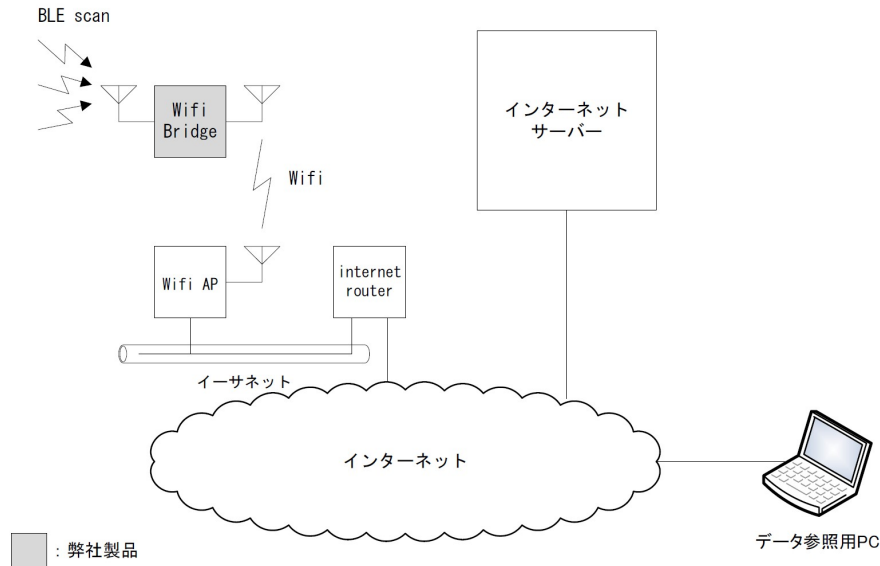 BLE scan
Wifi
Bridge
インターネット
サーバー
Wifi
Wifi AP
internet
router
イーサネット
インターネット
データ参照用PC
：弊社製品